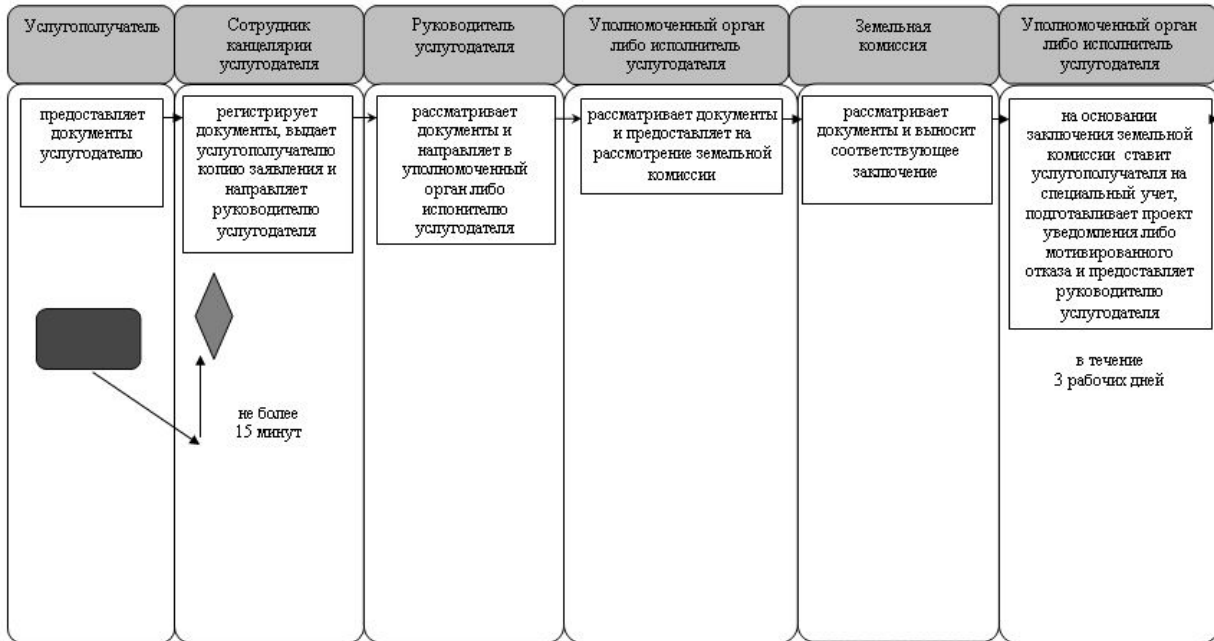 Услугополучатель
Сотрудник
канцелярии
услугодателя
Руководитель
услугодателя
Уполномоченный орган
либо исполнитель
услугодателя
Земельная
комиссия
Уполномоченный орган
либо исполнитель
услугодателя
предоставляет
документы
услугодателю
регистрирует
документы, выдает
услугополучателю
копию заявления и
направляет
руководителю
услугодателя
рассматривает
документы и
направляет в
уполномоченный
орган либо
испонителю
услугодателя
рассматривает документы
и предоставляет на
рассмотрение земельной
комиссии
рассматривает
документы и выносит
соответствующее
заключение
на основании
заключения земельной
комиссии ставит
услугополучателя на
специальный учет,
подготавливает проект
уведомления либо
мотивированного
отказа и предоставляет
руководителю
услугодателя
не более
15 минут
в течение
3 рабочих дней